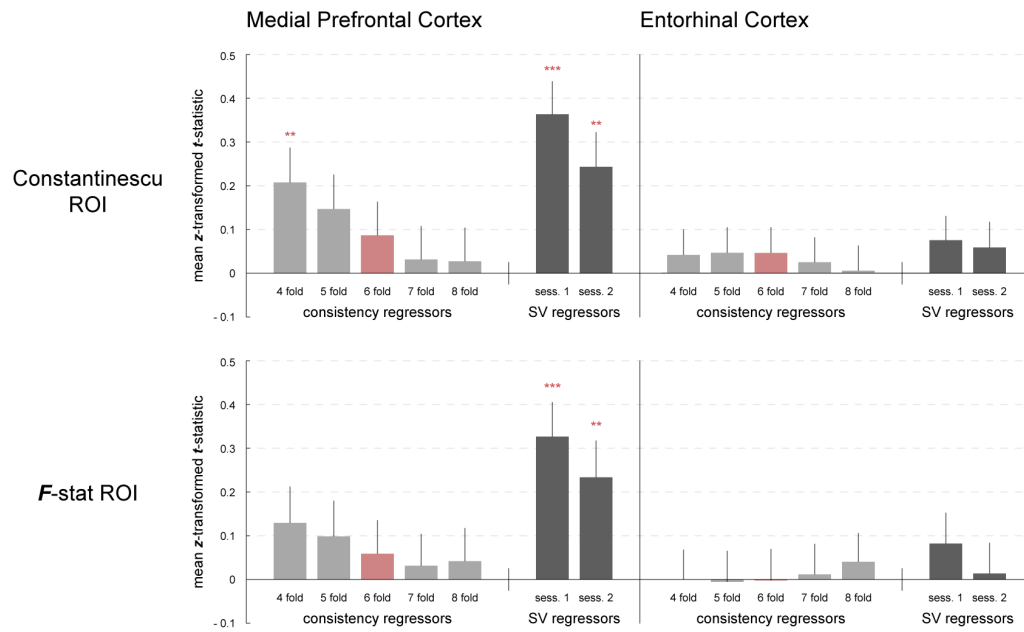 Medial Prefrontal Cortex Entorhinal Cortex
Constantinescu
ROI
mean z-transformed t-statistic
0.5
0.4
0.3
0.2
0.1
0
- 0.1
** *** **
4 fold 5 fold 6 fold 7 fold 8 fold sess. 1 sess. 2 4 fold 5 fold 6 fold 7 fold 8 fold sess. 1 sess. 2
consistency regressors SV regressors consistency regressors SV regressors
F-stat ROI
mean z-transformed t-statistic
0.5
0.4
0.3
0.2
0.1
0
- 0.1
*** **
4 fold 5 fold 6 fold 7 fold 8 fold sess. 1 sess. 2 4 fold 5 fold 6 fold 7 fold 8 fold sess. 1 sess. 2
consistency regressors SV regressors consistency regressors SV regressors